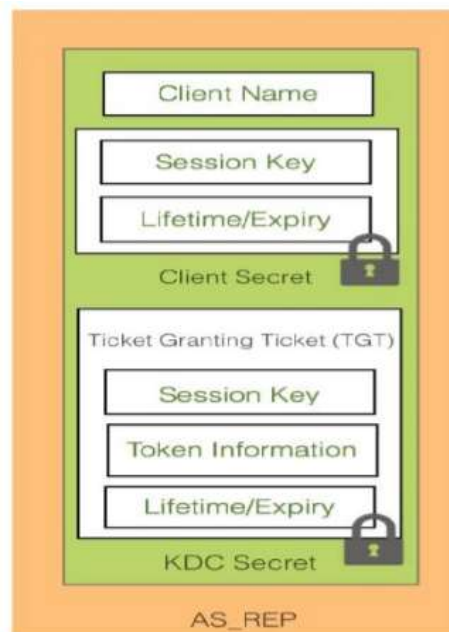 Client Name
Session Key
Lifetime/Expiry
Client Secret
Ticket Granting Ticket (TGT)
Session Key
Token Information
Lifetime/Expiry
KDC Secret
AS_REP